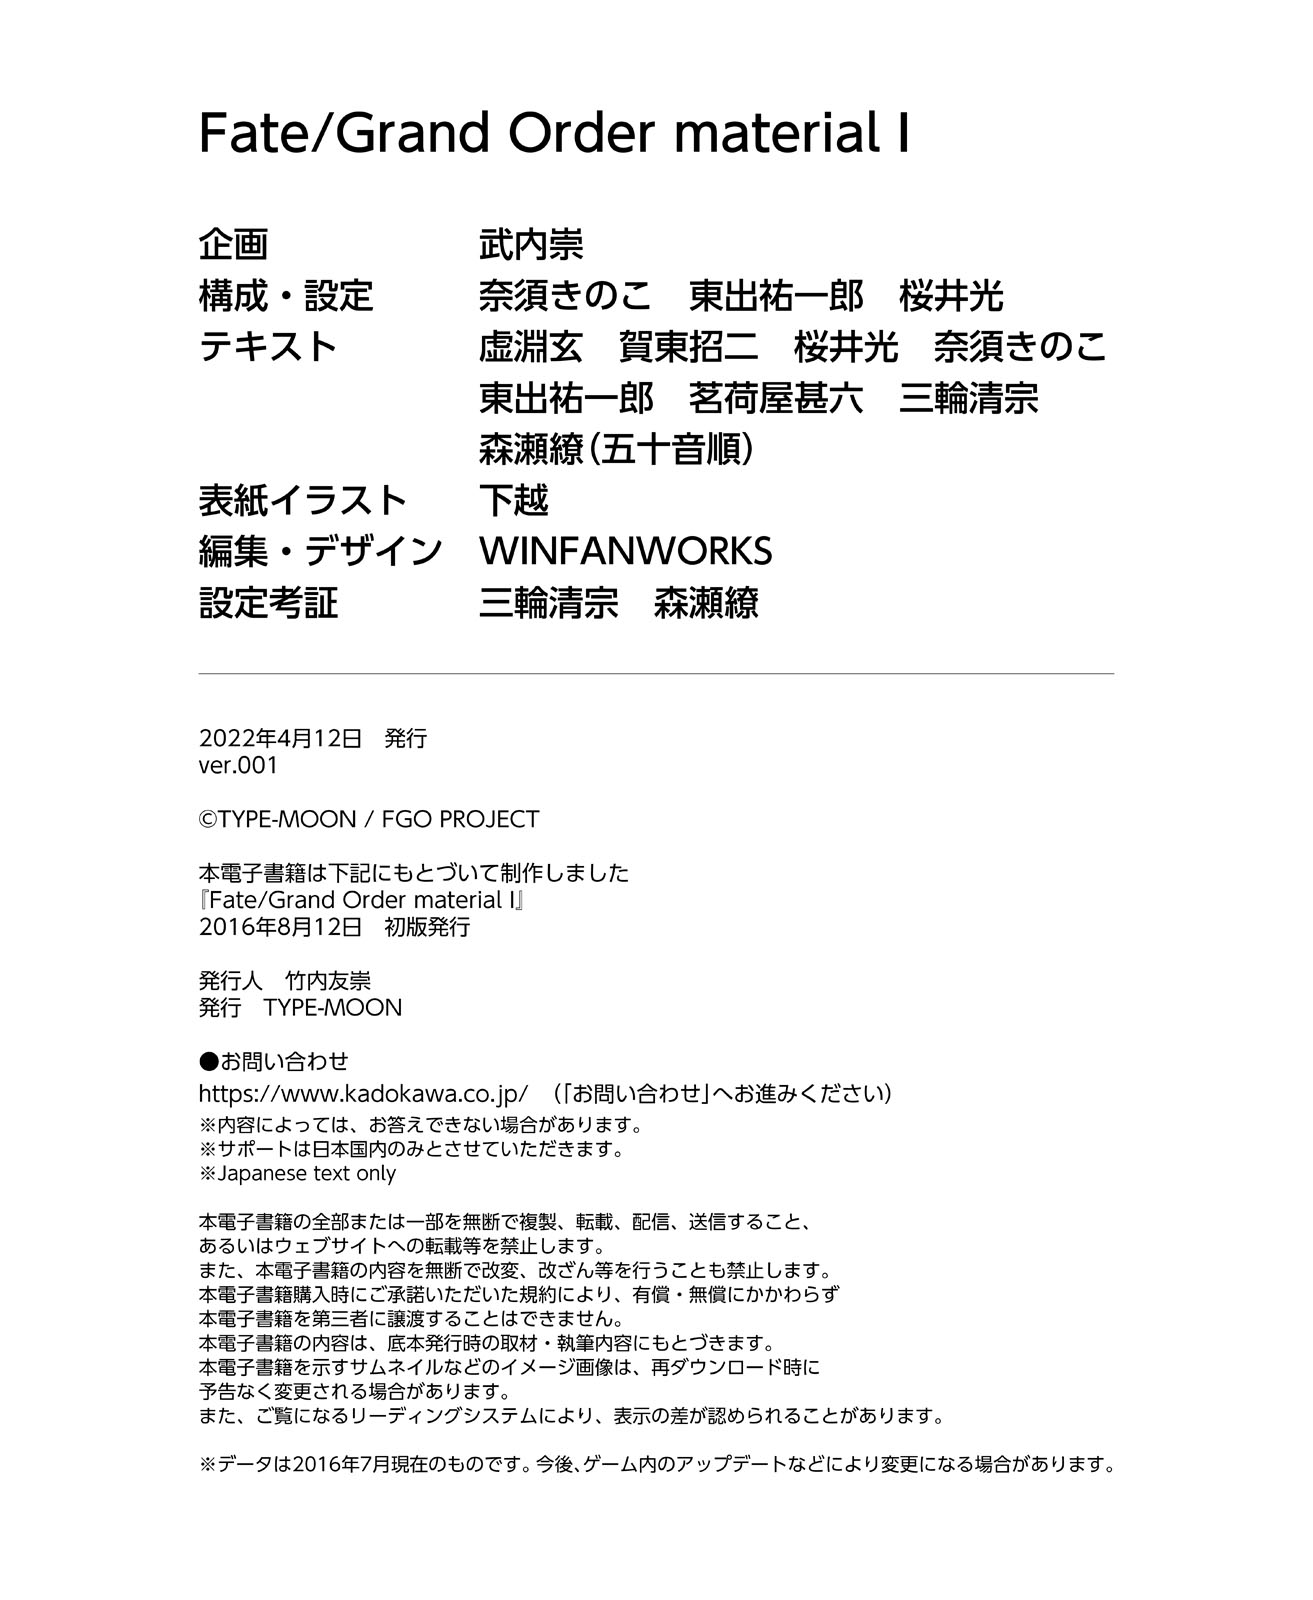 Fate/Grand Order material I
企画　武内崇
構成・設定　奈須きのこ　東出祐一郎　桜井光
テキスト　虚淵玄　賀東招二　桜井光　奈須きのこ
東出祐一郎　茗荷屋甚六　三輪清宗
森瀬繚（五十音順）
表紙イラスト　下越
編集・デザイン　WINFANWORKS
設定考証　三輪清宗　森瀬繚
2022年4月12日　発行
ver.001
©TYPE-MOON / FGO PROJECT
本電子書籍は下記にもとづいて制作しました
『Fate/Grand Order material I』
2016年8月12日　初版発行
発行人　竹内友崇
発行　TYPE-MOON
●お問い合わせ
https://www.kadokawa.co.jp/　（「お問い合わせ」へお進みください）
※内容によっては、お答えできない場合があります。
※サポートは日本国内のみとさせていただきます。
※Japanese text only
本電子書籍の全部または一部を無断で複製、転載、配信、送信すること、
あるいはウェブサイトへの転載等を禁止します。
また、本電子書籍の内容を無断で改変、改ざん等を行うことも禁止します。
本電子書籍購入時にご承諾いただいた規約により、有償・無償にかかわらず
本電子書籍を第三者に譲渡することはできません。
本電子書籍の内容は、底本発行時の取材・執筆内容にもとづきます。
本電子書籍を示すサムネイルなどのイメージ画像は、再ダウンロード時に
予告なく変更される場合があります。
また、ご覧になるリーディングシステムにより、表示の差が認められることがあります。
※データは2016年7月現在のものです。今後、ゲーム内のアップデートなどにより変更になる場合があります。